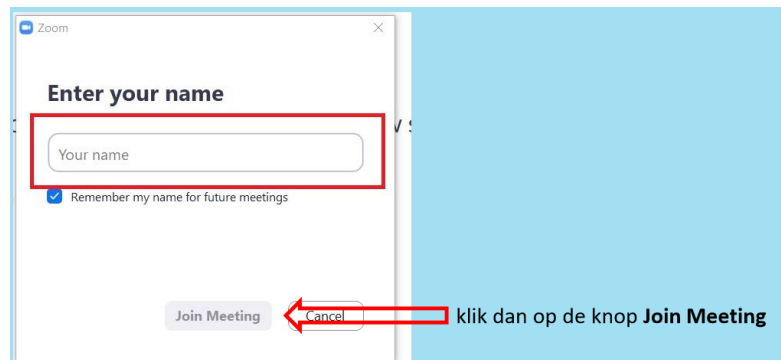 Zoom
Enter your name
Your name
Remember my name for future meetings
Join Meeting
Cancel
klik dan op de knop Join Meeting